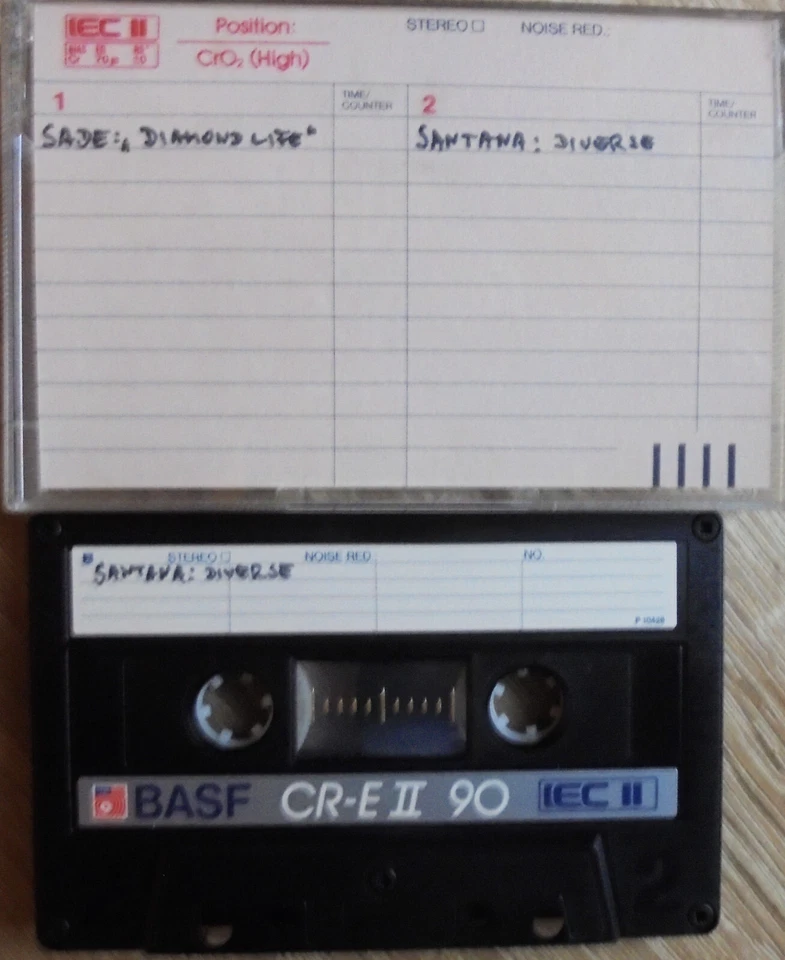 IEC II Position: STEREO NOISE RED.:
CrO₂ (High)
1 TIME/ COUNTER 2 TIME/ COUNTER
SADE: „DIAMOND LIFE" SANTANA: DIVERSE
STEREO NOISE RED. NO.
SANTANA: DIVERSE
BASF CR-E II 90 IEC II